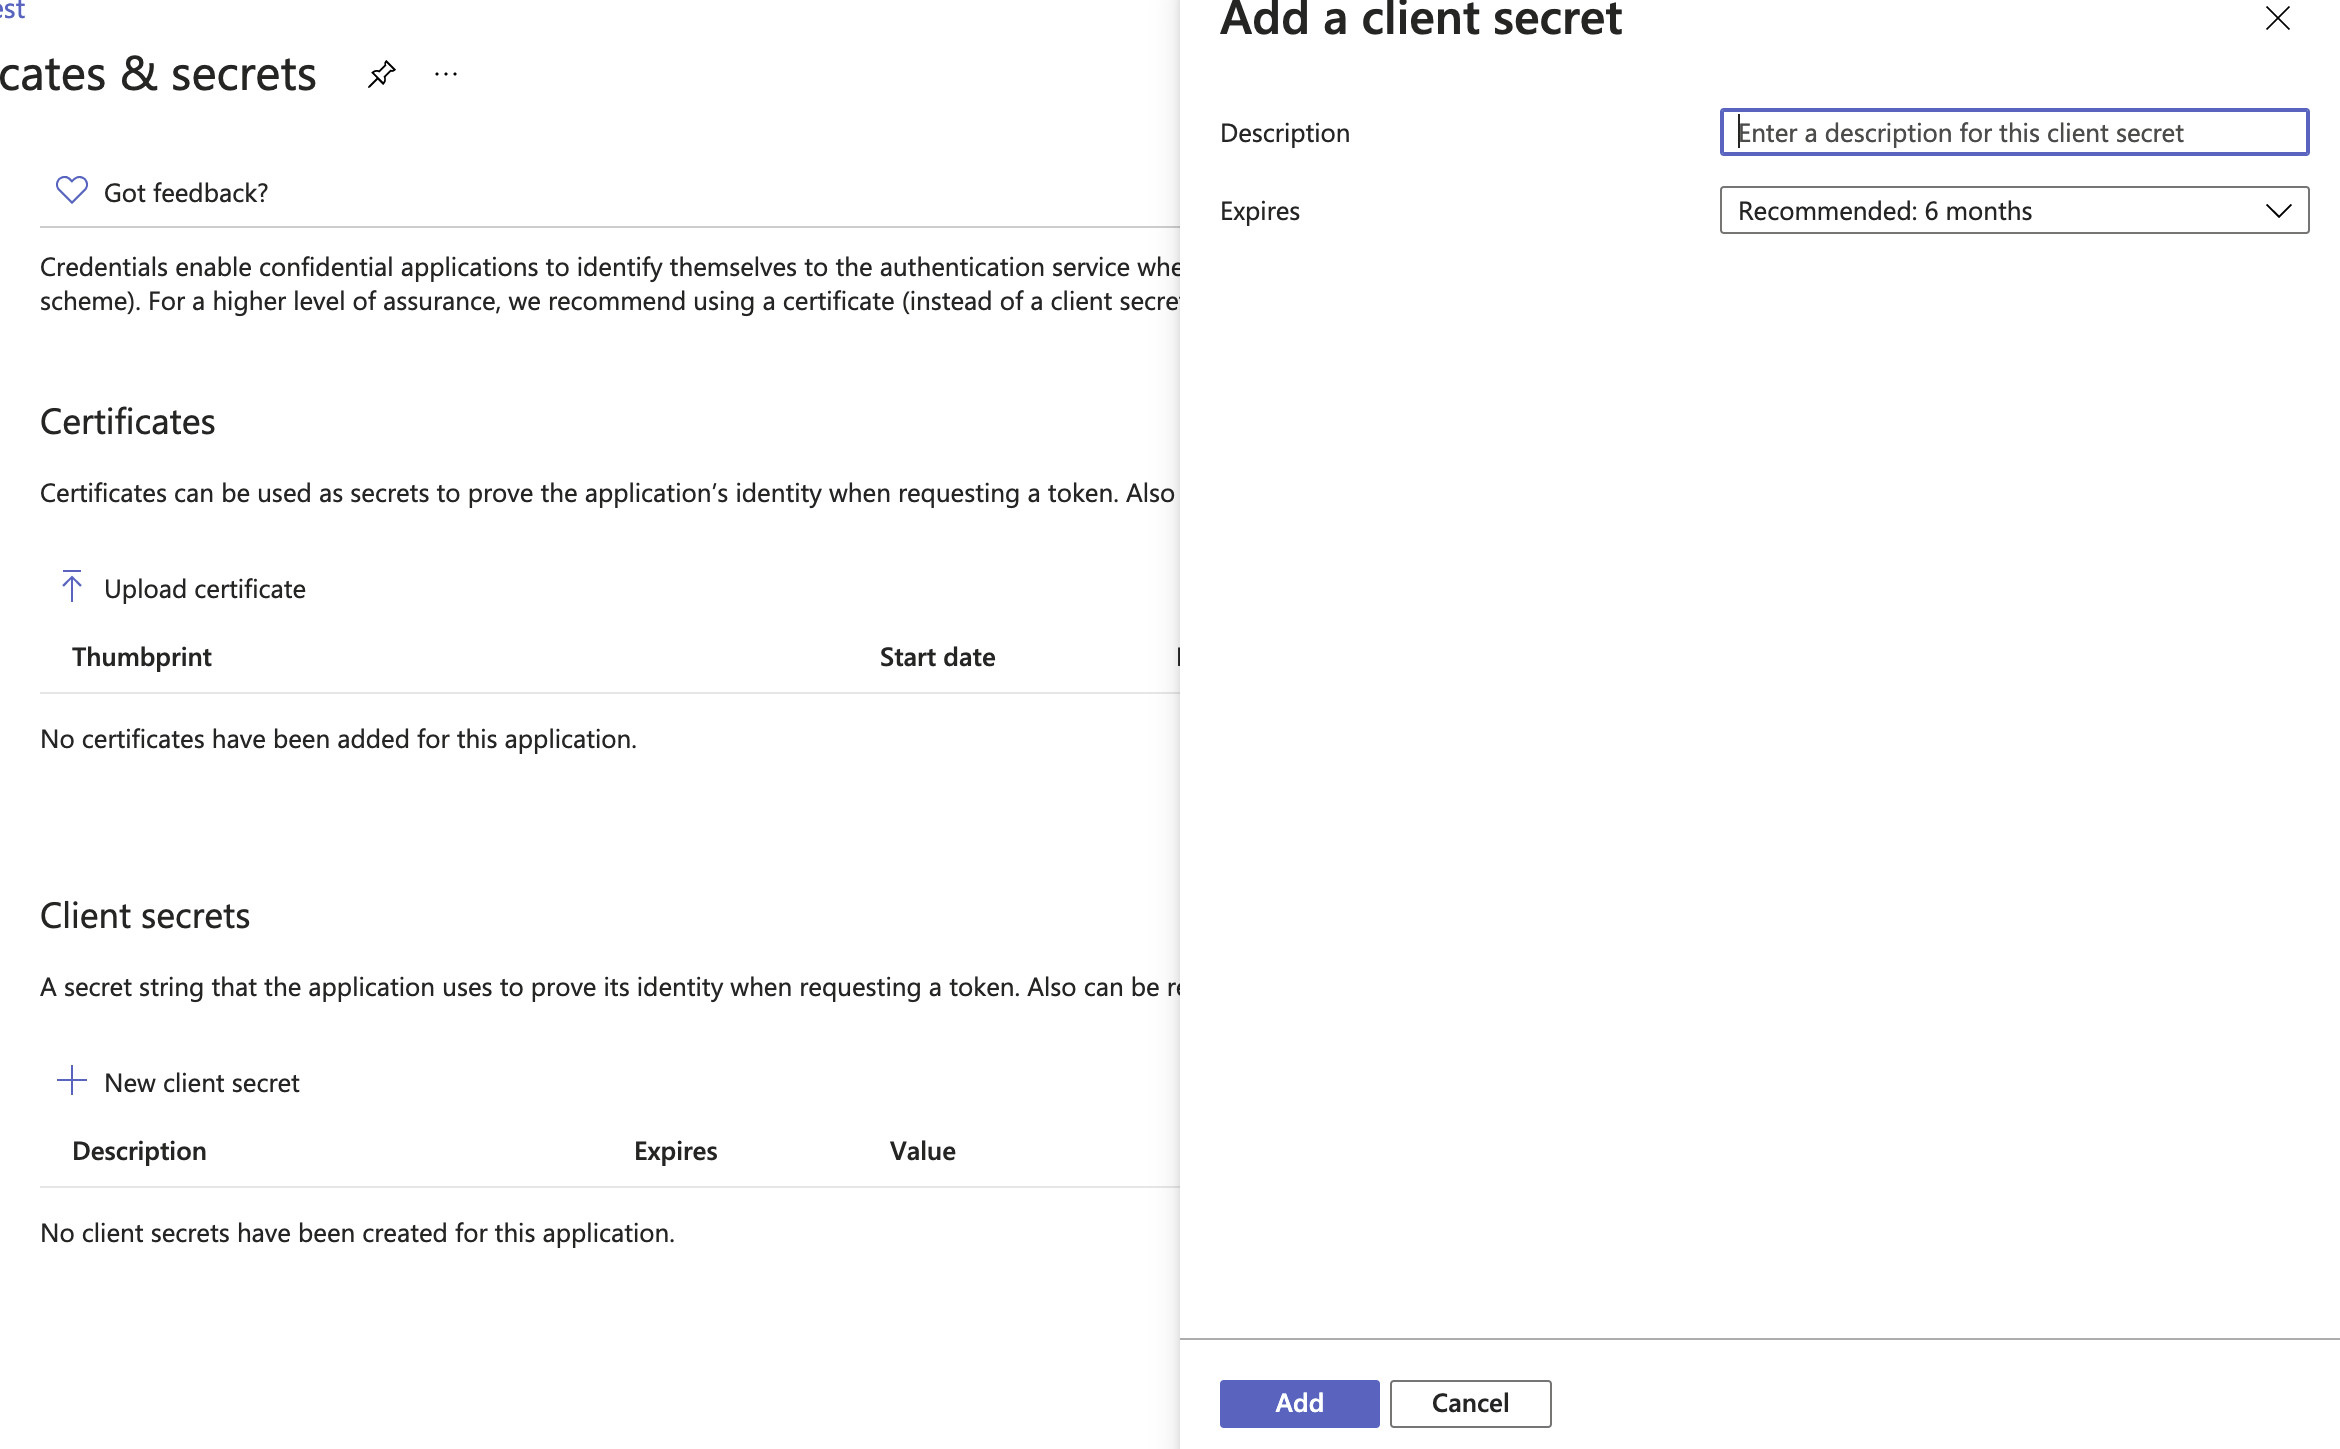 est
cates & secrets
Got feedback?
Credentials enable confidential applications to identify themselves to the authentication service whe
scheme). For a higher level of assurance, we recommend using a certificate (instead of a client secre
Certificates
Certificates can be used as secrets to prove the application’s identity when requesting a token. Also
Upload certificate
Thumbprint Start date
No certificates have been added for this application.
Client secrets
A secret string that the application uses to prove its identity when requesting a token. Also can be re
New client secret
Description Expires Value
No client secrets have been created for this application.
Add a client secret
Description Enter a description for this client secret
Expires Recommended: 6 months
Add Cancel